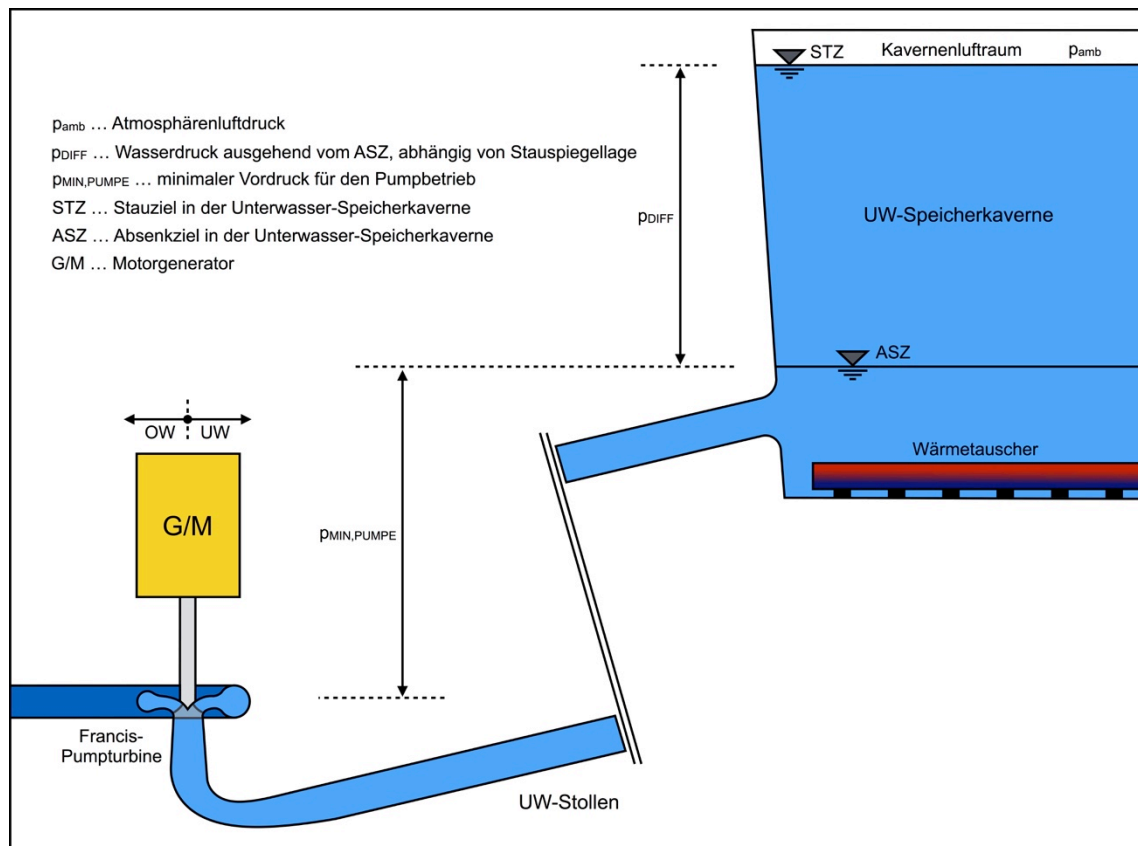 STZ
Kavernenluftraum
pamb
pamb … Atmosphärenluftdruck
pDIFF … Wasserdruck ausgehend vom ASZ, abhängig von Stauspiegellage
pMIN,PUMPE … minimaler Vordruck für den Pumpbetrieb
STZ … Stauziel in der Unterwasser-Speicherkaverne
ASZ … Absenkziel in der Unterwasser-Speicherkaverne
G/M … Motorgenerator
pDIFF
UW-Speicherkaverne
ASZ
OW
UW
Wärmetauscher
G/M
pMIN,PUMPE
Francis-
Pumpturbine
UW-Stollen